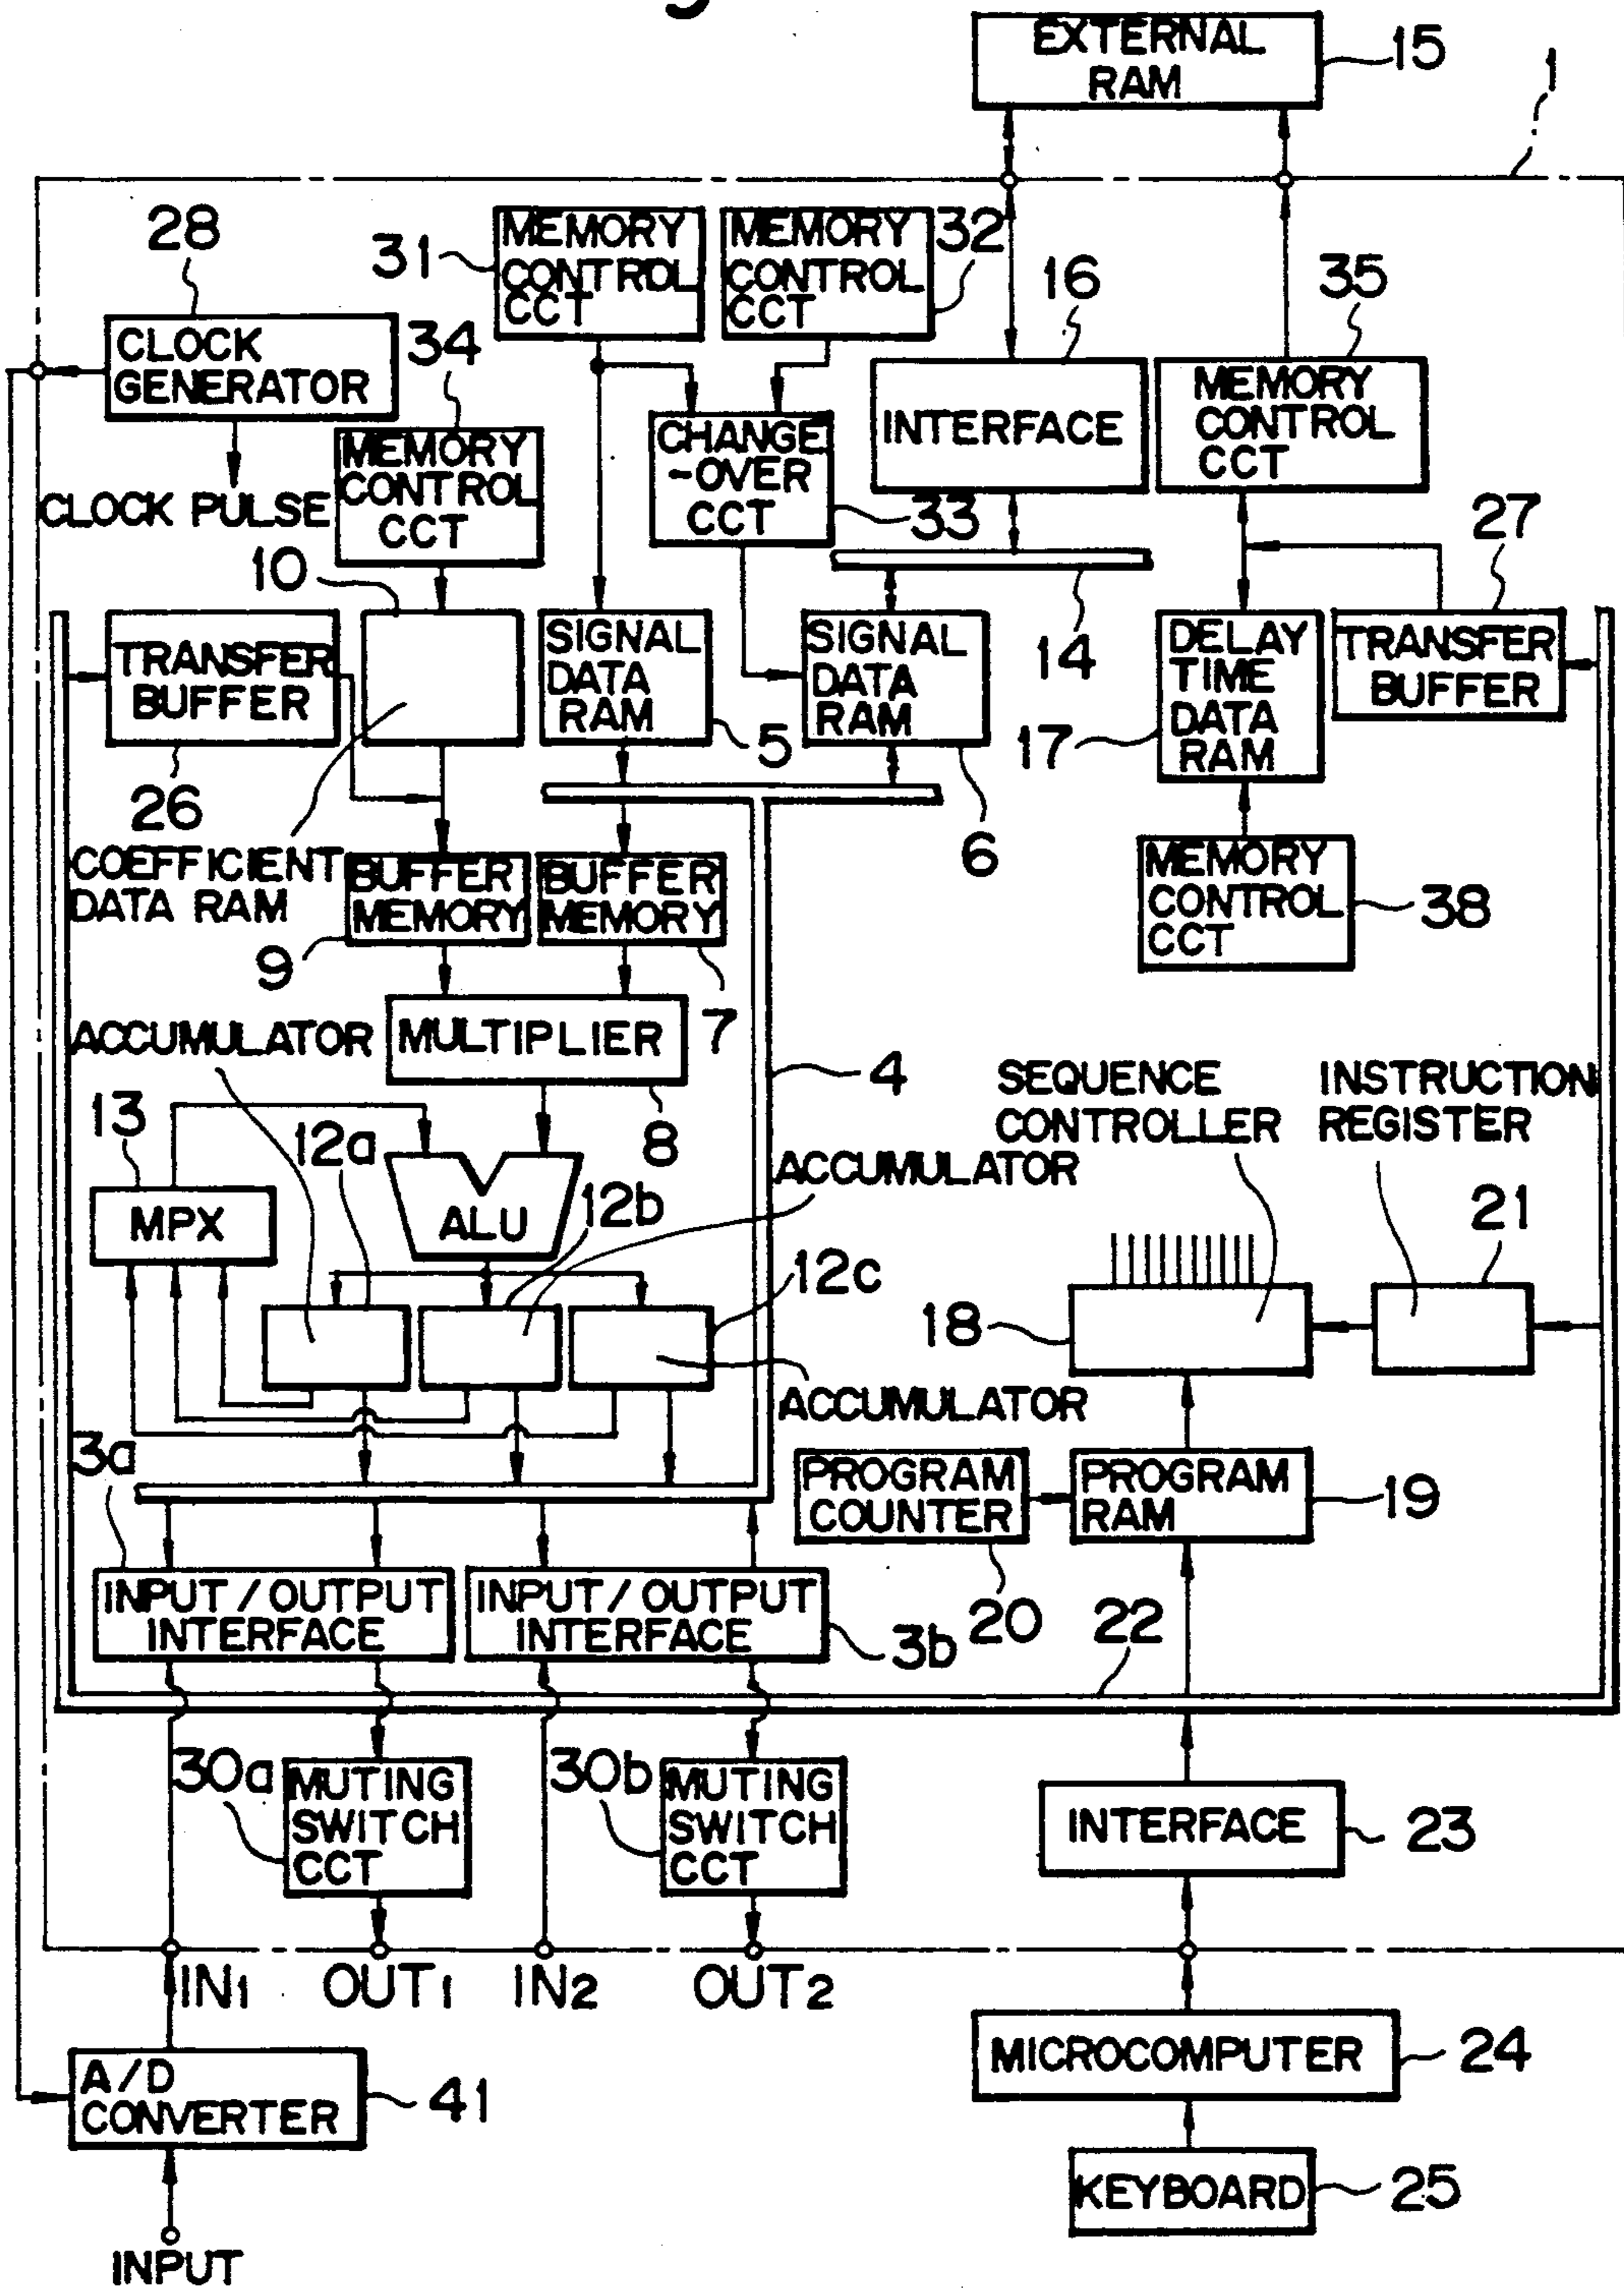 EXTERNAL
RAM
15
1
28
31
MEMORY
CONTROL
CCT
MEMORY
CONTROL
CCT
32
16
35
CLOCK
GENERATOR
34
CLOCK PULSE
MEMORY
CONTROL
CCT
CHANGE
-OVER
CCT
33
INTERFACE
MEMORY
CONTROL
CCT
27
10
TRANSFER
BUFFER
26
SIGNAL
DATA
RAM
5
SIGNAL
DATA
RAM
6
14
17
DELAY
TIME
DATA
RAM
TRANSFER
BUFFER
COEFFICIENT
DATA RAM
BUFFER
MEMORY
9
BUFFER
MEMORY
7
MEMORY
CONTROL
CCT
38
ACCUMULATOR
MULTIPLIER
8
4
SEQUENCE
CONTROLLER
INSTRUCTION
REGISTER
13
12a
ACCUMULATOR
MPX
ALU
12b
21
12c
18
ACCUMULATOR
3a
PROGRAM
COUNTER
20
PROGRAM
RAM
19
INPUT/OUTPUT
INTERFACE
INPUT/OUTPUT
INTERFACE
3b
22
30a
MUTING
SWITCH
CCT
30b
MUTING
SWITCH
CCT
INTERFACE
23
IN1
OUT1
IN2
OUT2
MICROCOMPUTER
24
A/D
CONVERTER
41
KEYBOARD
25
INPUT